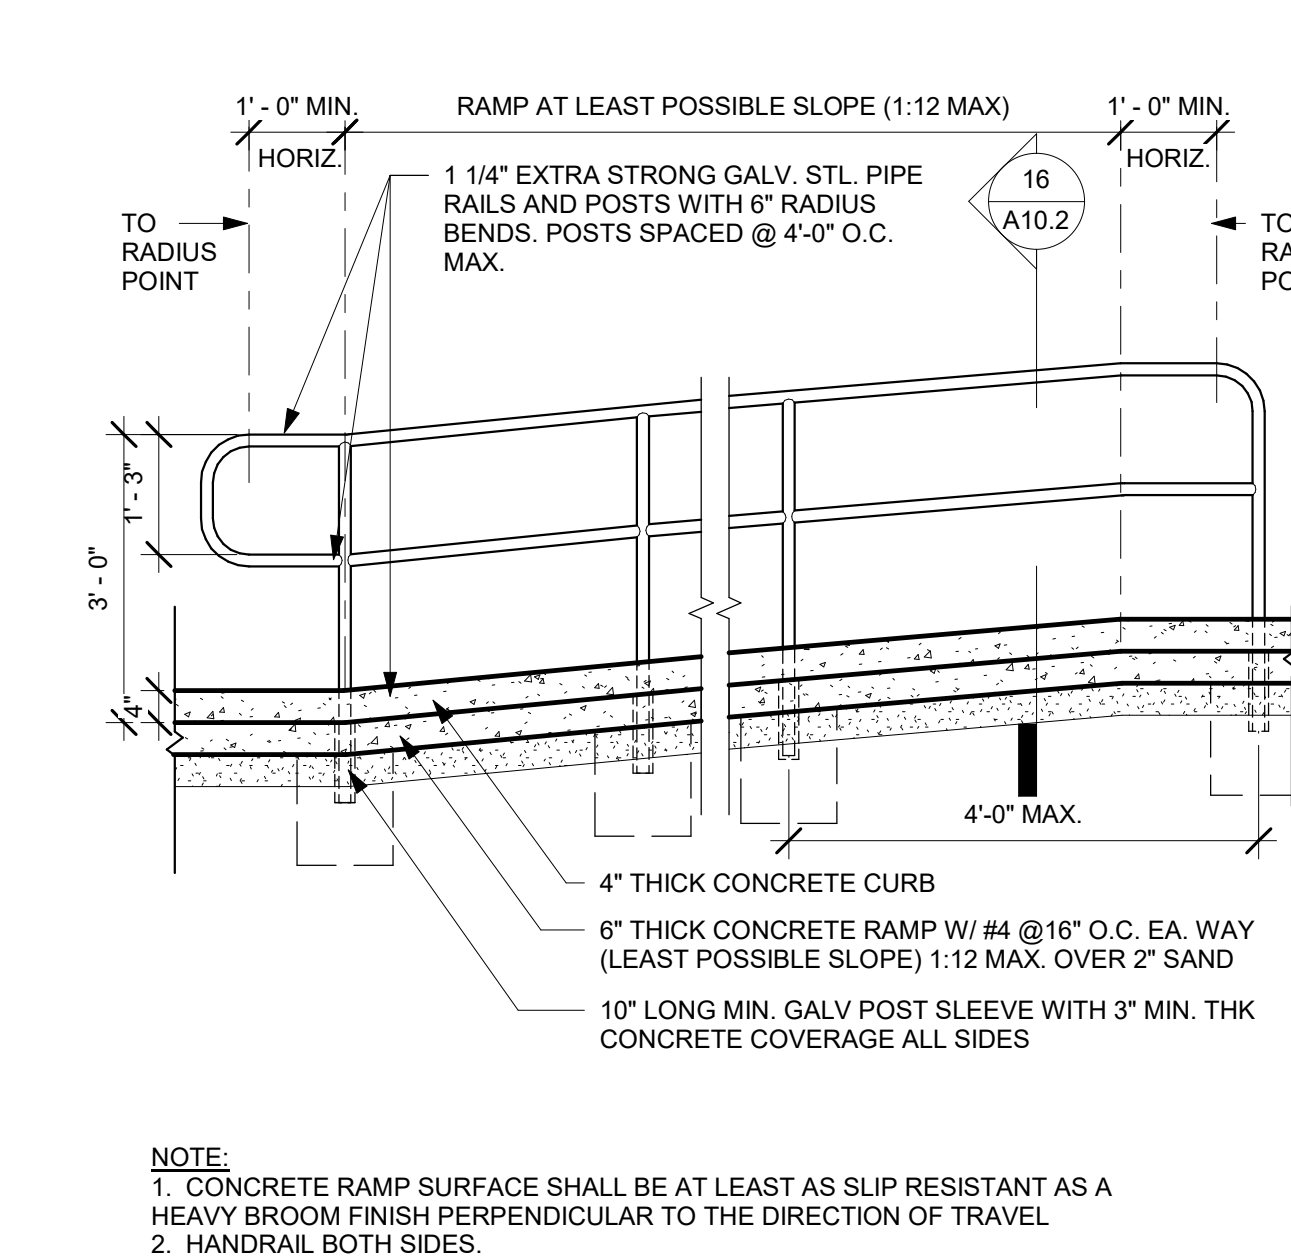 1' - 0" MIN.
RAMP AT LEAST POSSIBLE SLOPE (1:12 MAX)
1' - 0" MIN.
HORIZ.
HORIZ.
1 1/4" EXTRA STRONG GALV. STL. PIPE
RAILS AND POSTS WITH 6" RADIUS
BENDS. POSTS SPACED @ 4'-0" O.C.
MAX.
16
A10.2
TO
RADIUS
POINT
TO
RA
PO
1' - 3"
3' - 0"
4"
4'-0" MAX.
4" THICK CONCRETE CURB
6" THICK CONCRETE RAMP W/ #4 @16" O.C. EA. WAY
(LEAST POSSIBLE SLOPE) 1:12 MAX. OVER 2" SAND
10" LONG MIN. GALV POST SLEEVE WITH 3" MIN. THK
CONCRETE COVERAGE ALL SIDES
NOTE:
1. CONCRETE RAMP SURFACE SHALL BE AT LEAST AS SLIP RESISTANT AS A
HEAVY BROOM FINISH PERPENDICULAR TO THE DIRECTION OF TRAVEL
2. HANDRAIL BOTH SIDES.